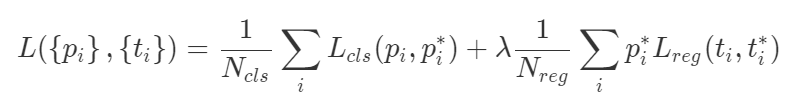 L({p_i}, {t_i}) = \frac{1}{N_{cls}} \sum_i L_{cls}(p_i, p_i^*) + λ \frac{1}{N_{reg}} \sum_i p_i^* L_{reg}(t_i, t_i^*)